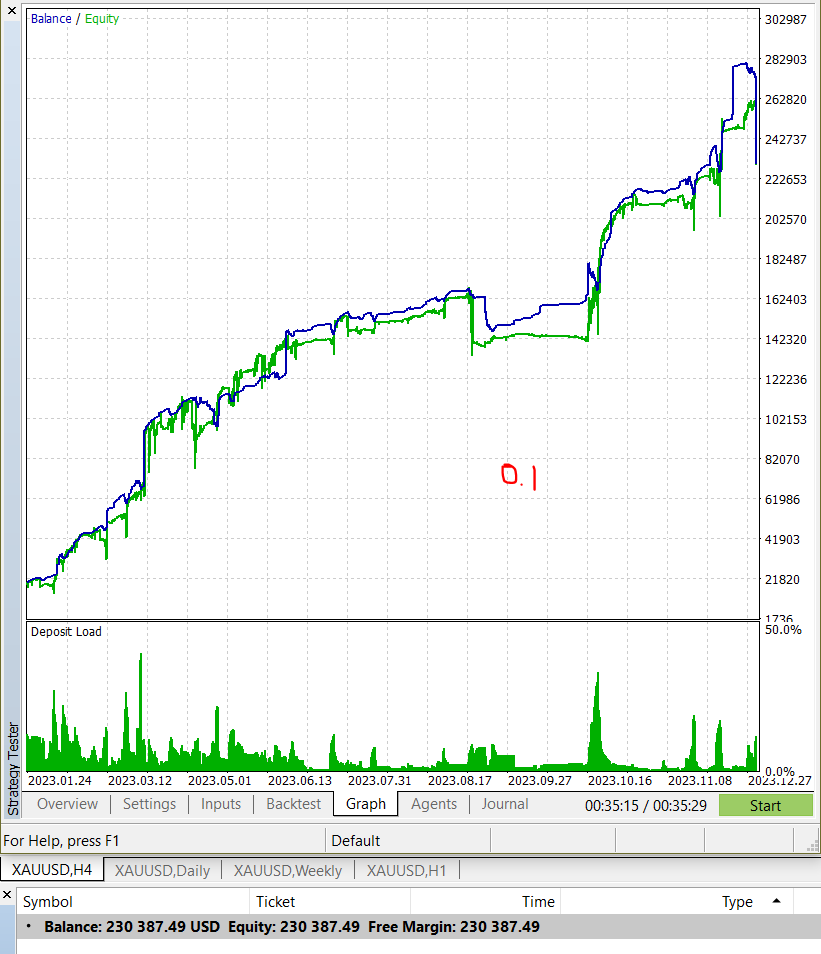 Balance / Equity
302987
282903
262820
242737
222653
202570
182487
162403
142320
122236
102153
82070
61986
41903
21820
1736
0.1
Deposit Load
50.0%
0.0%
2023.01.24 2023.03.12 2023.05.01 2023.06.13 2023.07.31 2023.08.17 2023.09.27 2023.10.16 2023.11.08 2023.12.27
Strategy Tester
Overview Settings Inputs Backtest Graph Agents Journal 00:35:15 / 00:35:29 Start
For Help, press F1 Default
XAUUSD,H4 XAUUSD,Daily XAUUSD,Weekly XAUUSD,H1
Symbol Ticket Time Type
• Balance: 230 387.49 USD Equity: 230 387.49 Free Margin: 230 387.49